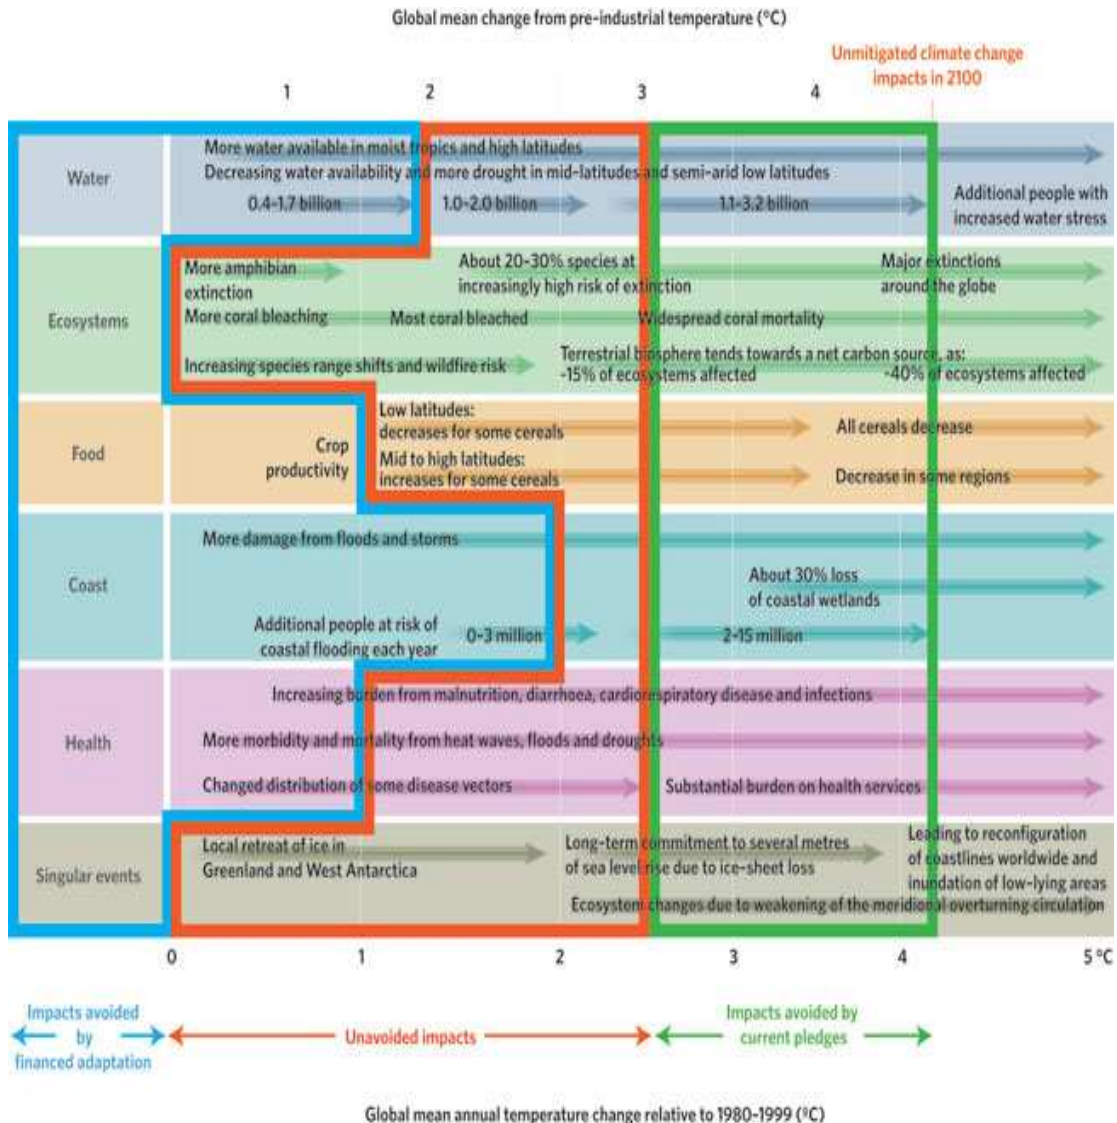 Global mean change from pre-industrial temperature (°C)
Unmitigated climate change
impacts in 2100
1 2 3 4
Water
More water available in moist tropics and high latitudes
Decreasing water availability and more drought in mid-latitudes and semi-arid low latitudes
0.4-1.7 billion 1.0-2.0 billion 1.1-3.2 billion
Additional people with
increased water stress
Ecosystems
More amphibian
extinction
About 20-30% species at
increasingly high risk of extinction
Major extinctions
around the globe
More coral bleaching Most coral bleached Widespread coral mortality
Increasing species range shifts and wildfire risk
Terrestrial biosphere tends towards a net carbon source, as:
-15% of ecosystems affected -40% of ecosystems affected
Food
Crop
productivity
Low latitudes:
decreases for some cereals
All cereals decrease
Mid to high latitudes:
increases for some cereals
Decrease in some regions
Coast
More damage from floods and storms
About 30% loss
of coastal wetlands
Additional people at risk of
coastal flooding each year
0-3 million 2-15 million
Health
Increasing burden from malnutrition, diarrhoea, cardiorespiratory disease and infections
More morbidity and mortality from heat waves, floods and droughts
Changed distribution of some disease vectors Substantial burden on health services
Singular events
Local retreat of ice in
Greenland and West Antarctica
Long-term commitment to several metres
of sea level rise due to ice-sheet loss
Leading to reconfiguration
of coastlines worldwide and
inundation of low-lying areas
Ecosystem changes due to weakening of the meridional overturning circulation
0 1 2 3 4 5 °C
Impacts avoided
by
financed adaptation
Unavoided impacts
Impacts avoided by
current pledges
Global mean annual temperature change relative to 1980-1999 (°C)